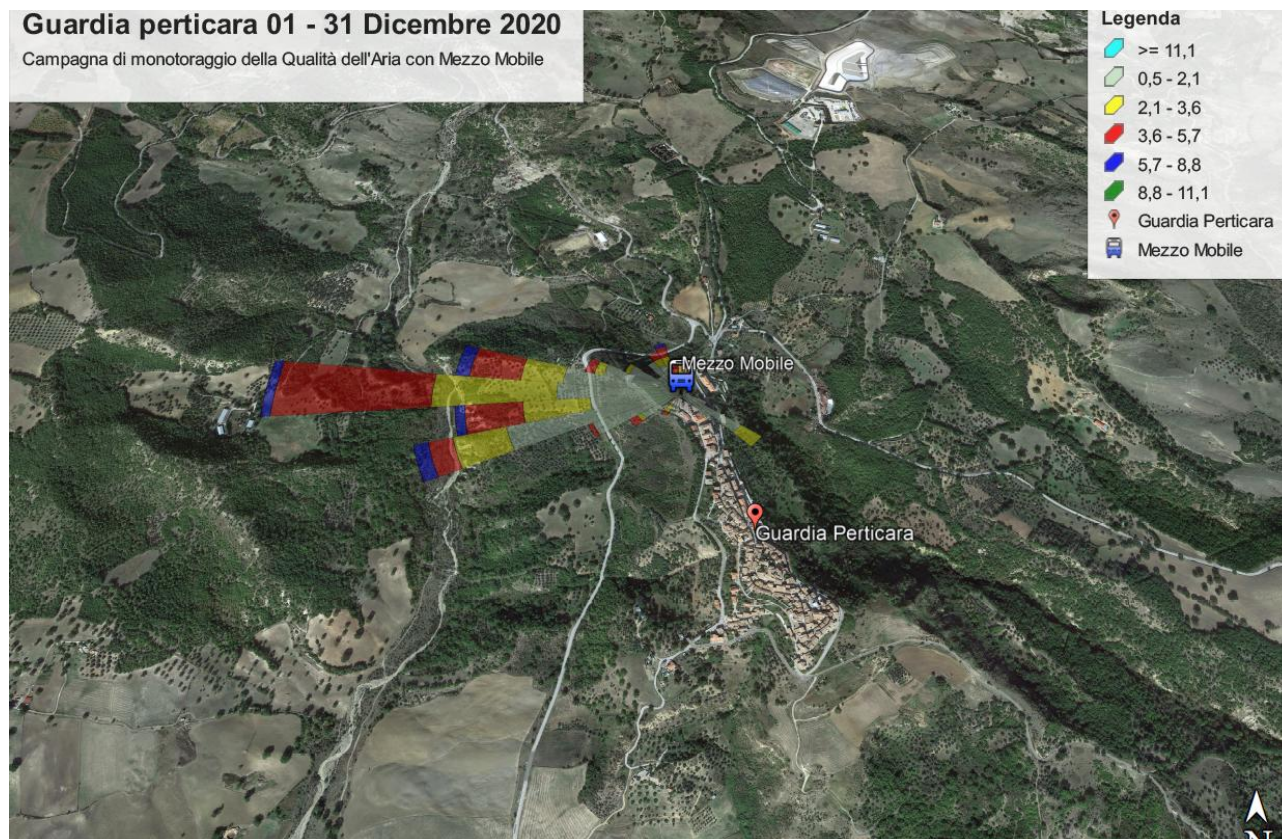 Guardia perticara 01 - 31 Dicembre 2020
Campagna di monotoraggio della Qualità dell'Aria con Mezzo Mobile
Legenda
>= 11,1
0,5 - 2,1
2,1 - 3,6
3,6 - 5,7
5,7 - 8,8
8,8 - 11,1
Guardia Perticara
Mezzo Mobile
Mezzo Mobile
Guardia Perticara
N